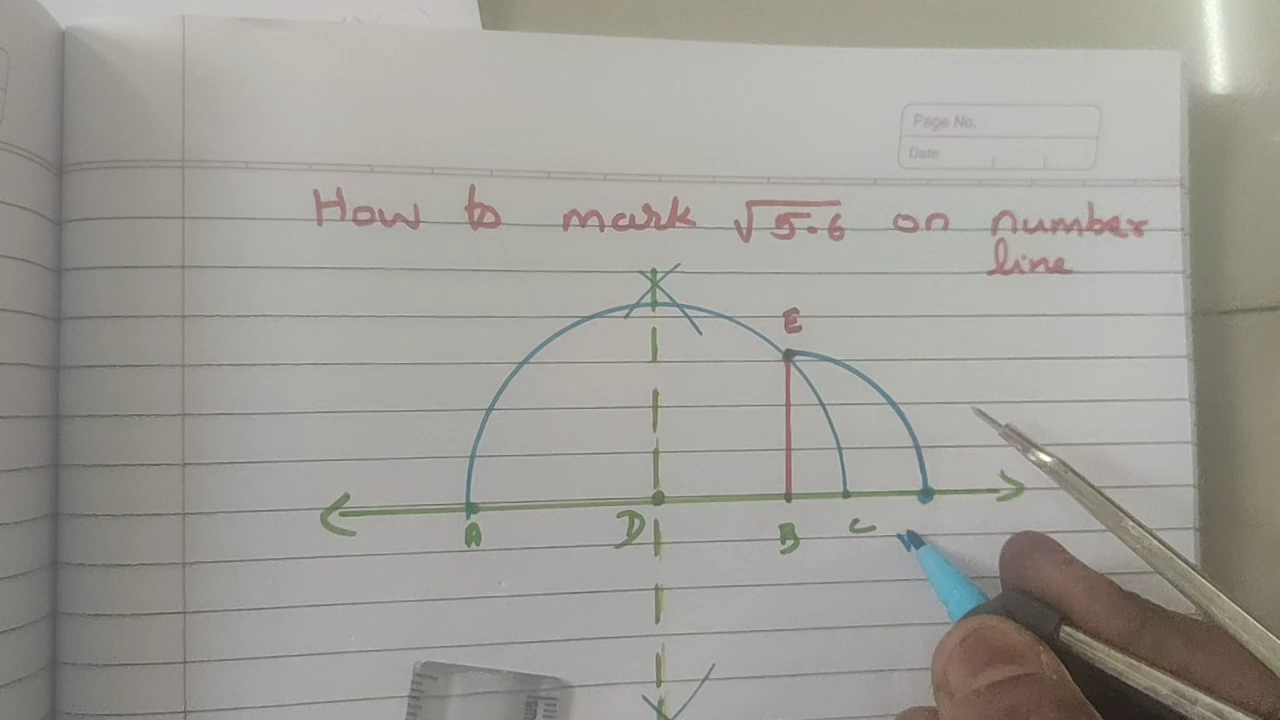 Page No.
Date
How to mark √5.6 on number
line
E
A D B C